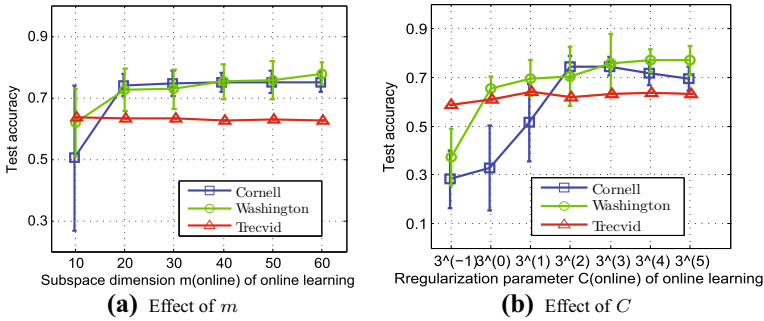 0.9
0.7
0.5
0.3
Test accuracy
Cornell
Washington
Trecvid
10 20 30 40 50 60
Subspace dimension m(online) of online learning
(a) Effect of m
0.9
0.7
0.5
0.3
0.1
Test accuracy
Cornell
Washington
Trecvid
3^(−1) 3^(0) 3^(1) 3^(2) 3^(3) 3^(4) 3^(5)
Rregularization parameter C(online) of online learning
(b) Effect of C